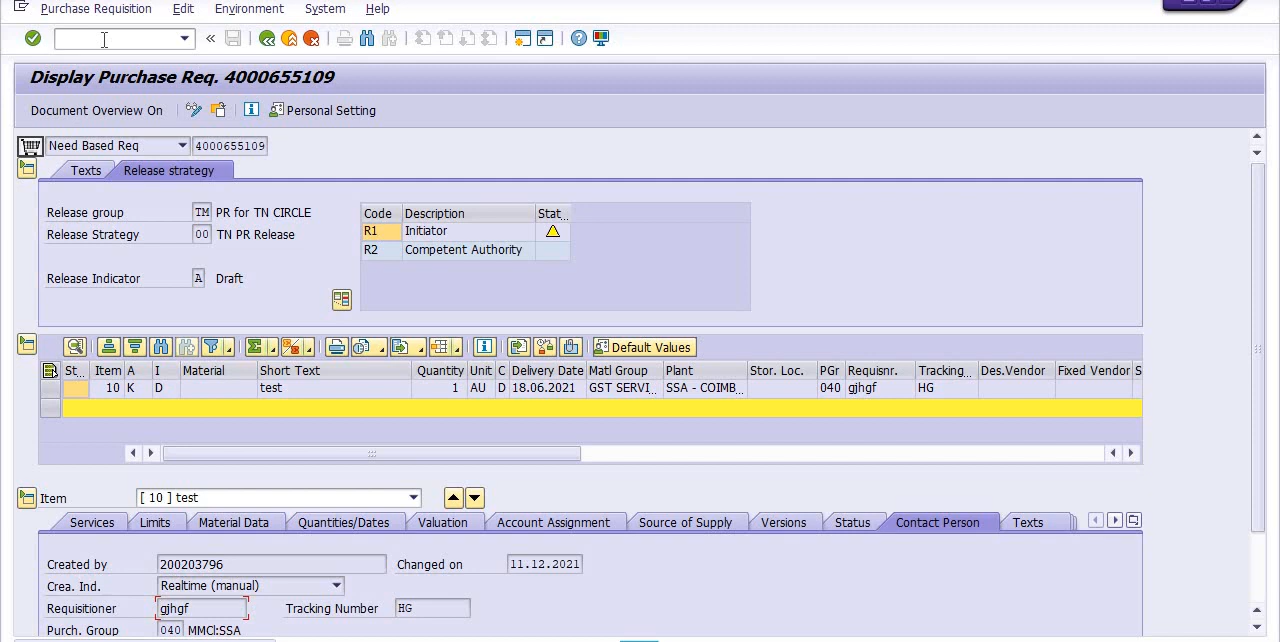 Purchase Requisition Edit Environment System Help
Display Purchase Req. 4000655109
Document Overview On Personal Setting
Need Based Req 4000655109
Texts Release strategy
Release group TM PR for TN CIRCLE Code Description Stat...
R1 Initiator
Release Strategy 00 TN PR Release
R2 Competent Authority
Release Indicator A Draft
Default Values
St... Item A I Material Short Text Quantity Unit C Delivery Date Matl Group Plant Stor. Loc. PGr Requisnr. Tracking... Des.Vendor Fixed Vendor S
10 K D test 1 AU D 18.06.2021 GST SERVI... SSA - COIMB... 040 gjhgf HG
Item [ 10 ] test
Services Limits Material Data Quantities/Dates Valuation Account Assignment Source of Supply Versions Status Contact Person Texts
Created by 200203796 Changed on 11.12.2021
Crea. Ind. Realtime (manual)
Requisitioner gjhgf Tracking Number HG
Purch. Group 040 MMCl:SSA